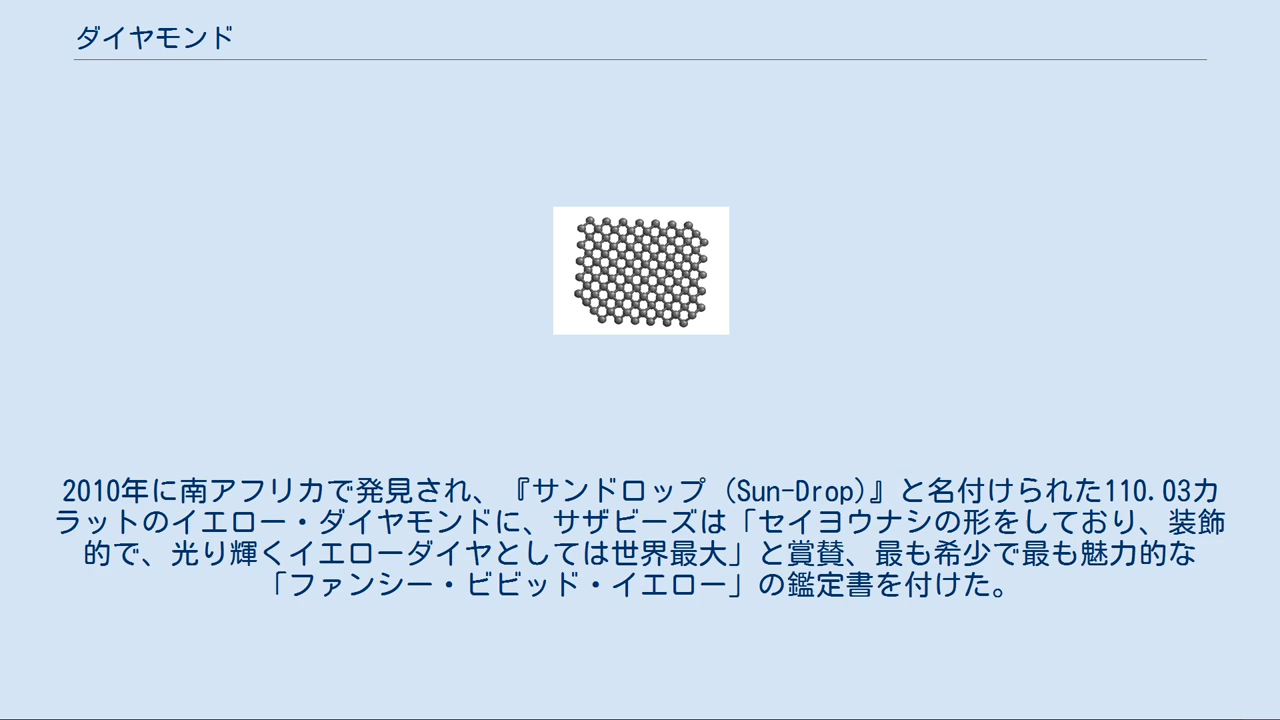 ダイヤモンド
2010年に南アフリカで発見され、『サンドロップ (Sun-Drop)』と名付けられた110.03カ
ラットのイエロー・ダイヤモンドに、サザビーズは「セイヨウナシの形をしており、装飾
的で、光り輝くイエローダイヤとしては世界最大」と賞賛、最も希少で最も魅力的な
「ファンシー・ビビッド・イエロー」の鑑定書を付けた。